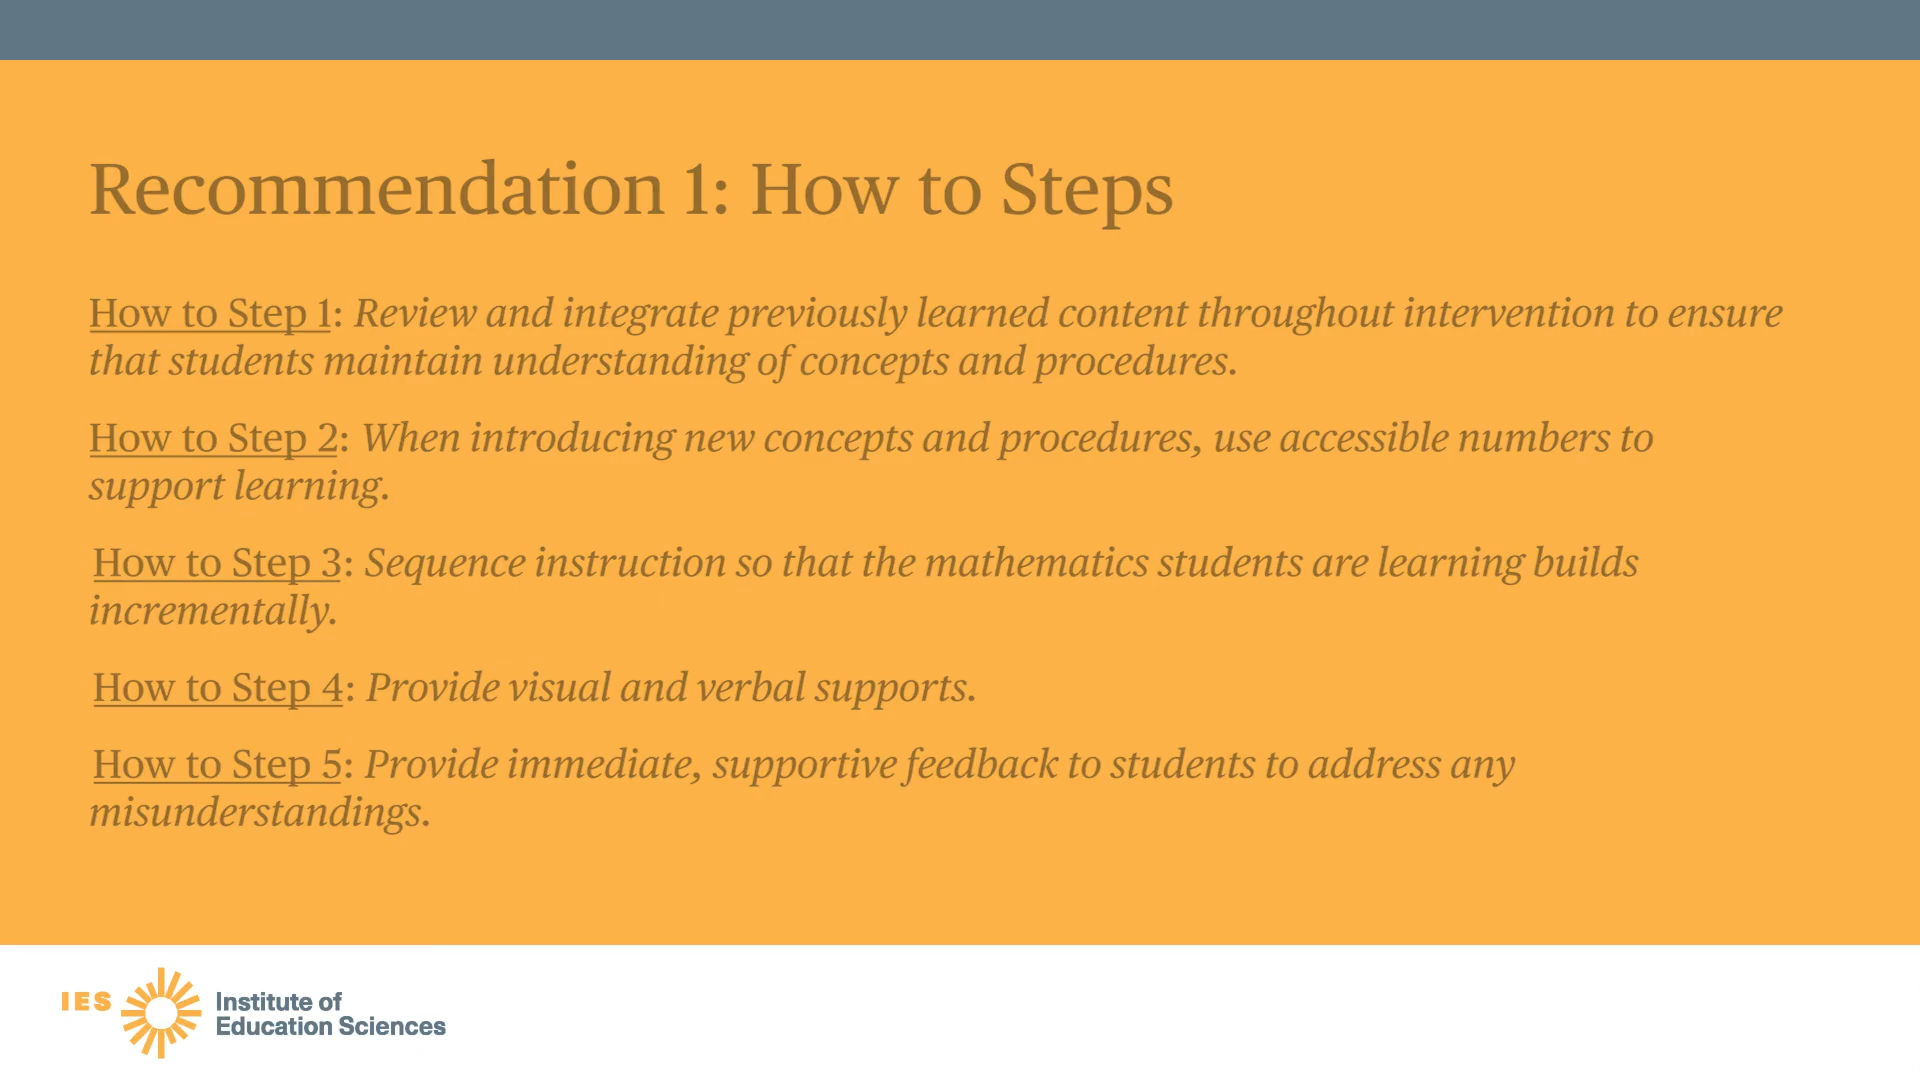 Recommendation 1: How to Steps
How to Step 1: Review and integrate previously learned content throughout intervention to ensure
that students maintain understanding of concepts and procedures.
How to Step 2: When introducing new concepts and procedures, use accessible numbers to
support learning.
How to Step 3: Sequence instruction so that the mathematics students are learning builds
incrementally.
How to Step 4: Provide visual and verbal supports.
How to Step 5: Provide immediate, supportive feedback to students to address any
misunderstandings.
IES
Institute of
Education Sciences